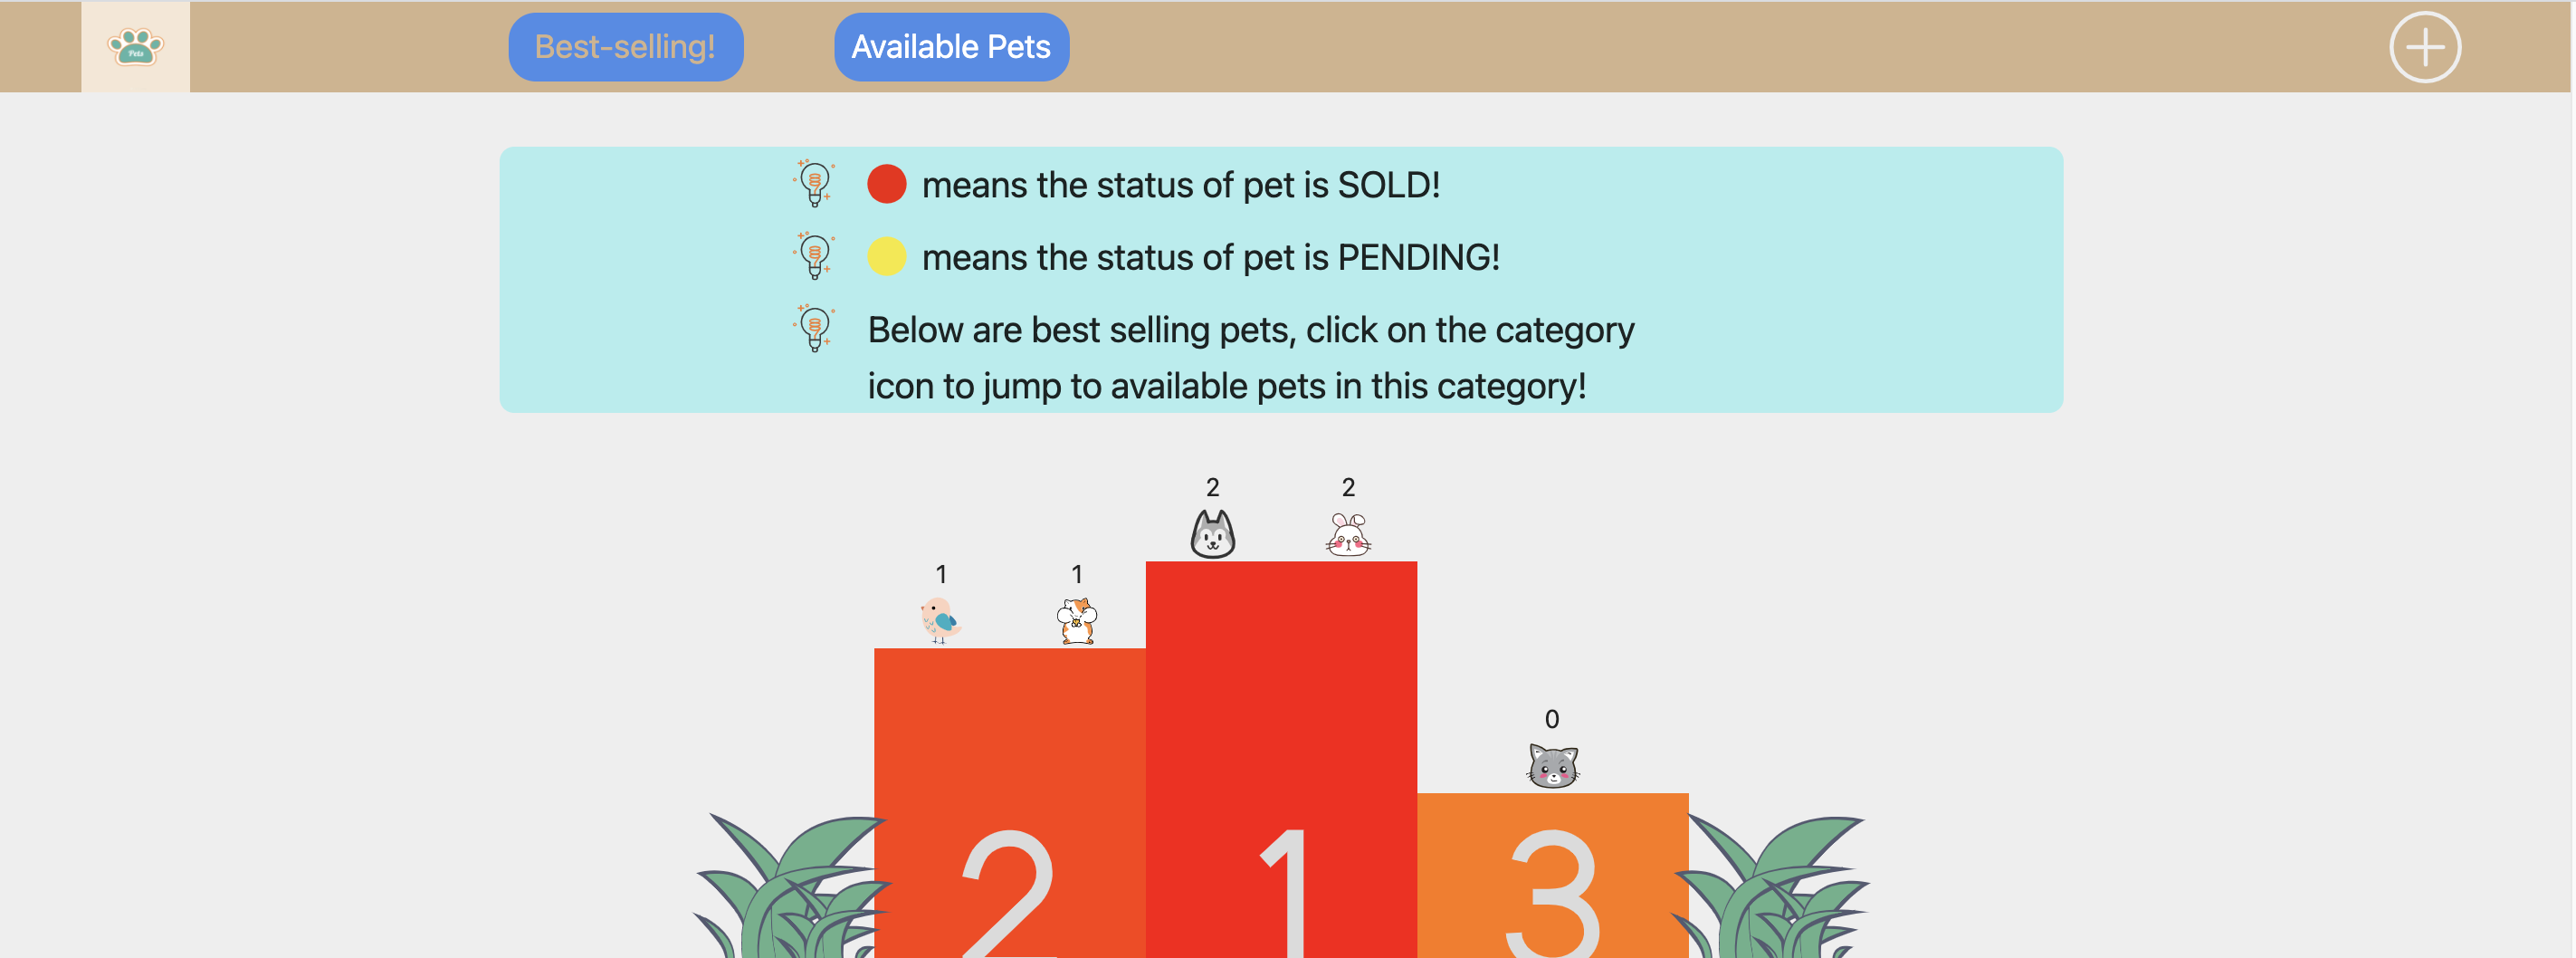 Pets
Best-selling!
Available Pets
means the status of pet is SOLD!
means the status of pet is PENDING!
Below are best selling pets, click on the category
icon to jump to available pets in this category!
2
2
1
1
0
2
1
3